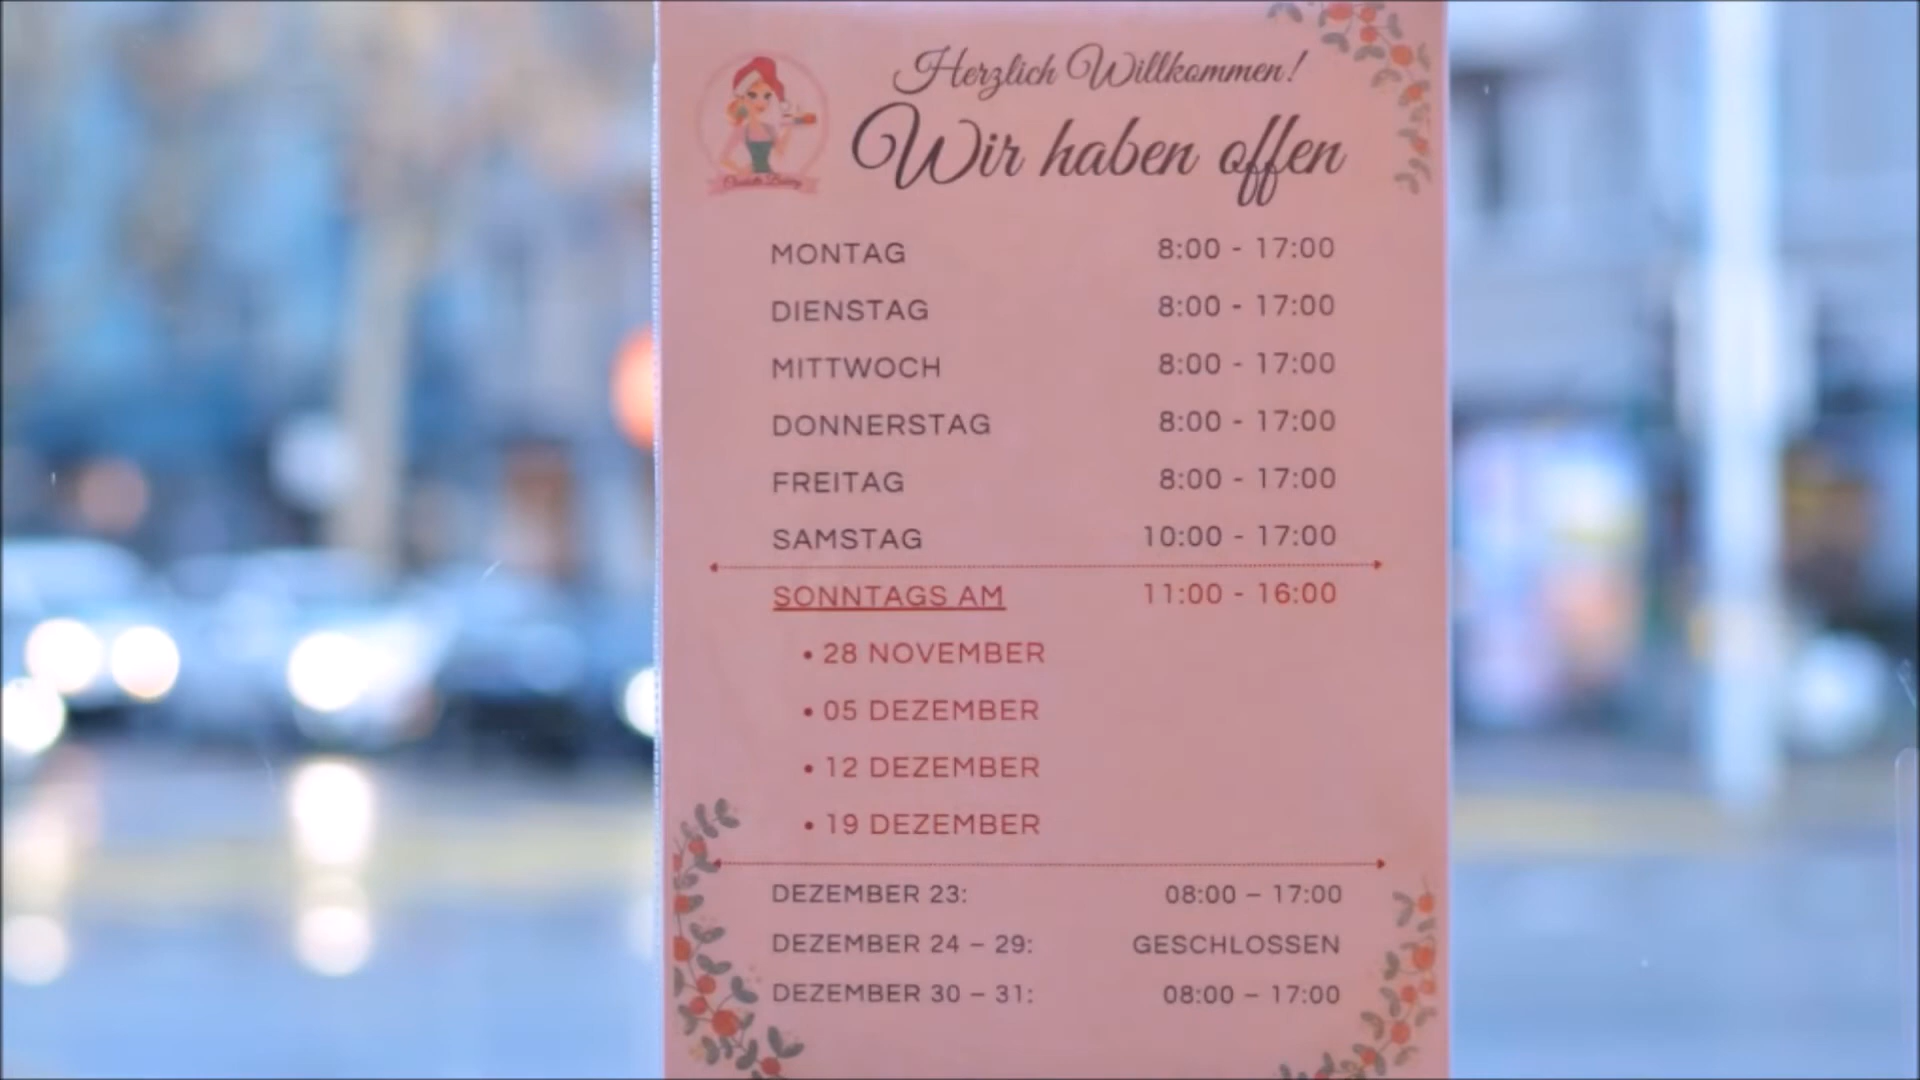 Herzlich Willkommen!
Wir haben offen
MONTAG 8:00 - 17:00
DIENSTAG 8:00 - 17:00
MITTWOCH 8:00 - 17:00
DONNERSTAG 8:00 - 17:00
FREITAG 8:00 - 17:00
SAMSTAG 10:00 - 17:00
SONNTAGS AM 11:00 - 16:00
• 28 NOVEMBER
• 05 DEZEMBER
• 12 DEZEMBER
• 19 DEZEMBER
DEZEMBER 23: 08:00 – 17:00
DEZEMBER 24 – 29: GESCHLOSSEN
DEZEMBER 30 – 31: 08:00 – 17:00